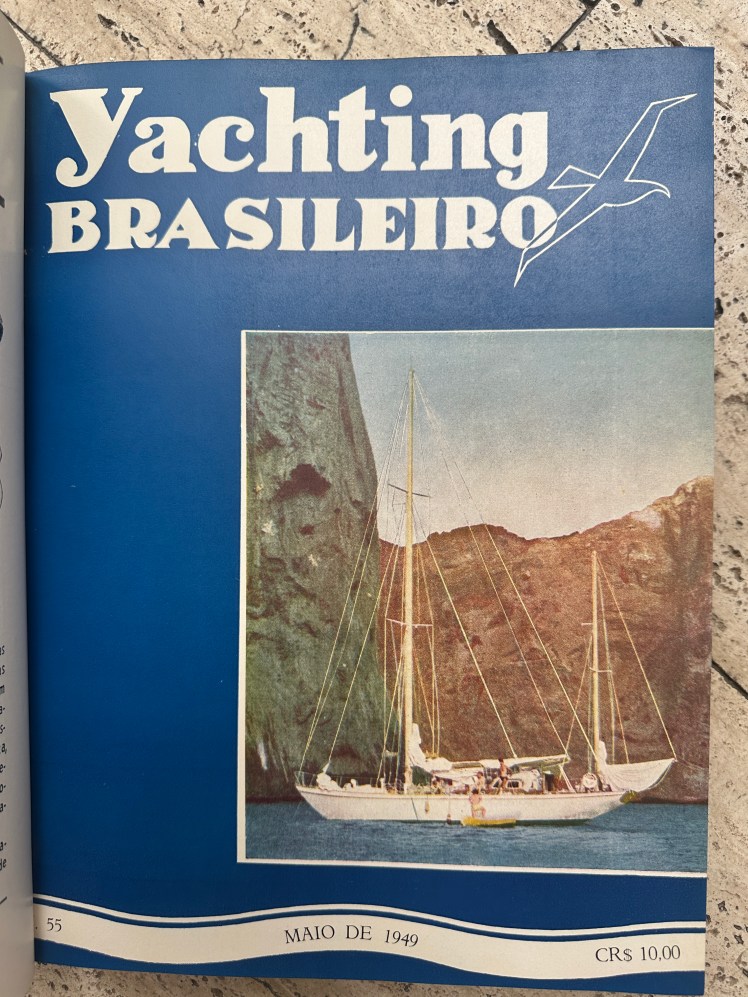 Yachting
BRASILEIRO
55
MAIO DE 1949
CR$ 10,00